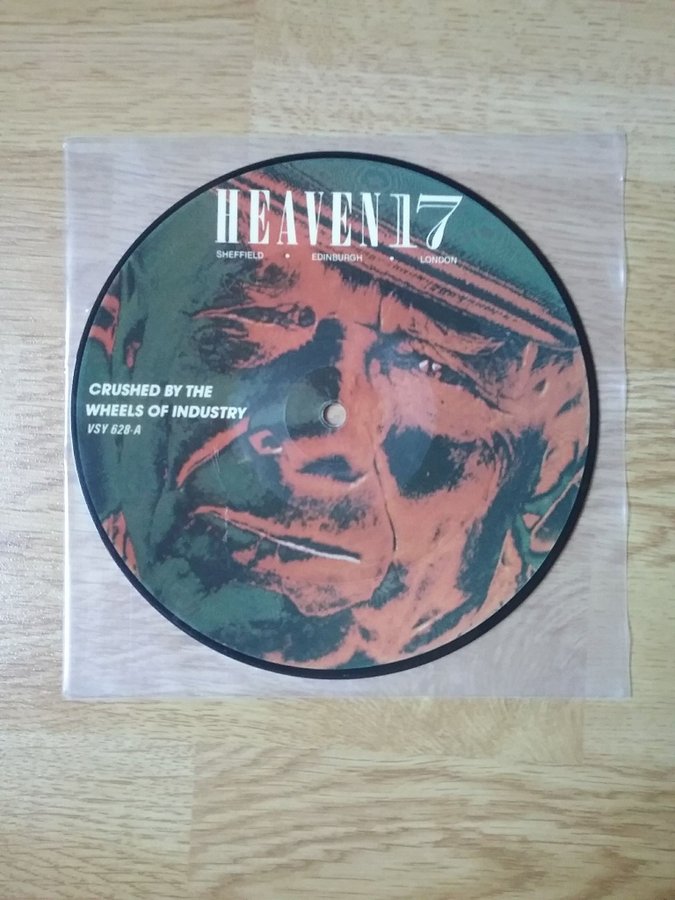 HEAVEN 17
SHEFFIELD • EDINBURGH • LONDON
CRUSHED BY THE
WHEELS OF INDUSTRY
VSY 628-A